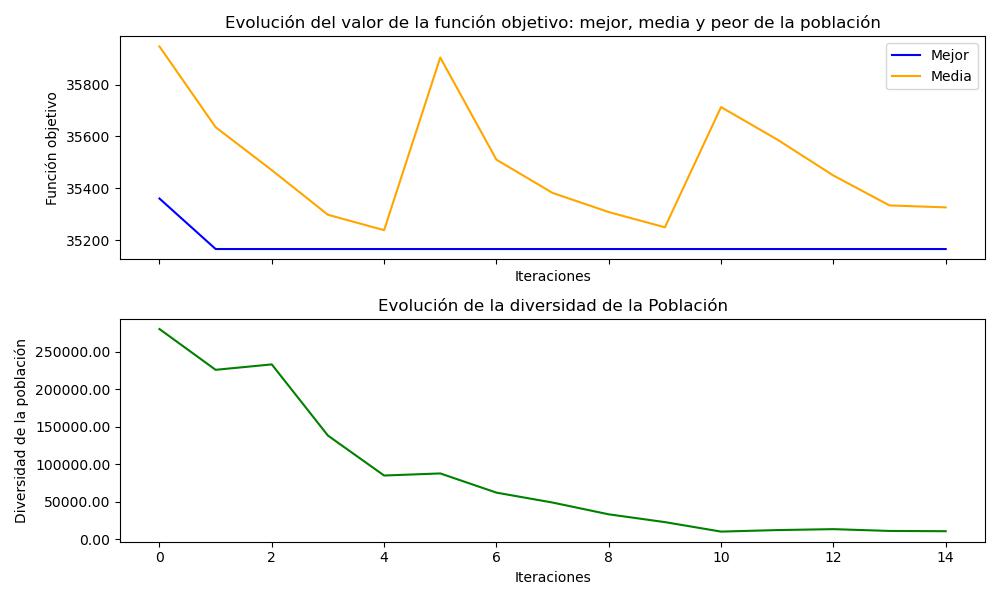 Evolución del valor de la función objetivo: mejor, media y peor de la población
Función objetivo
35800
35600
35400
35200
Mejor
Media
Iteraciones
Evolución de la diversidad de la Población
Diversidad de la población
250000.00
200000.00
150000.00
100000.00
50000.00
0.00
0 2 4 6 8 10 12 14
Iteraciones